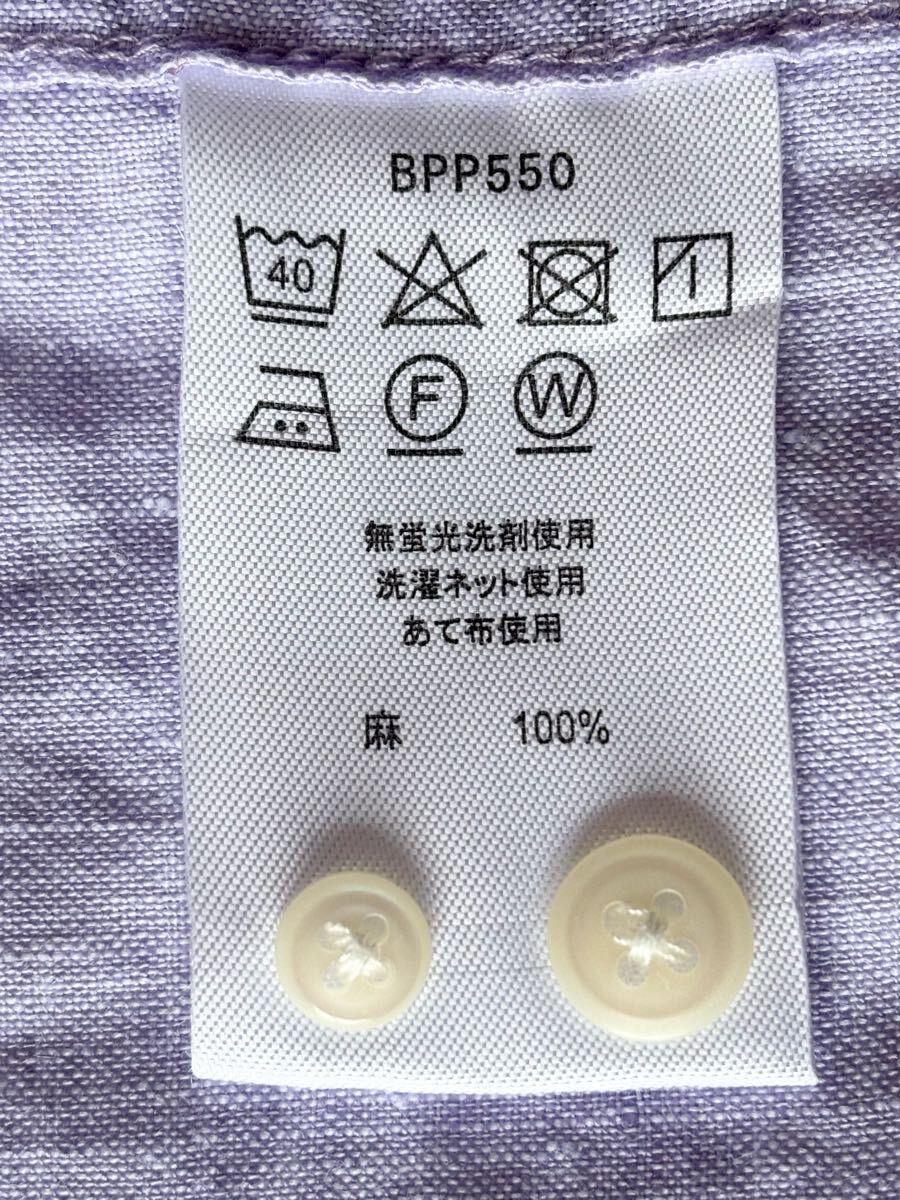 BPP550
40
F W
無蛍光洗剤使用
洗濯ネット使用
あて布使用
麻 100%